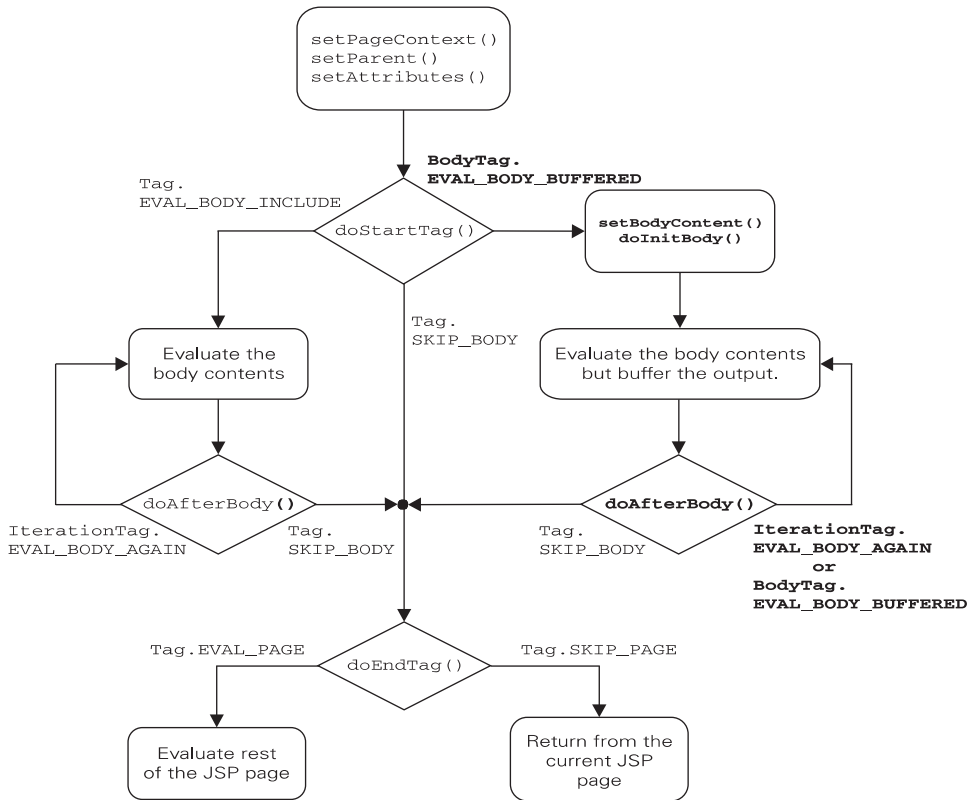 setPageContext()
setParent()
setAttributes()
BodyTag.
EVAL_BODY_BUFFERED
Tag.
EVAL_BODY_INCLUDE
doStartTag()
setBodyContent()
doInitBody()
Tag.
SKIP_BODY
Evaluate the
body contents
Evaluate the body contents
but buffer the output.
doAfterBody()
doAfterBody()
IterationTag.
EVAL_BODY_AGAIN
Tag.
SKIP_BODY
Tag.
SKIP_BODY
IterationTag.
EVAL_BODY_AGAIN
or
BodyTag.
EVAL_BODY_BUFFERED
Tag.EVAL_PAGE
doEndTag()
Tag.SKIP_PAGE
Evaluate rest
of the JSP page
Return from the
current JSP
page